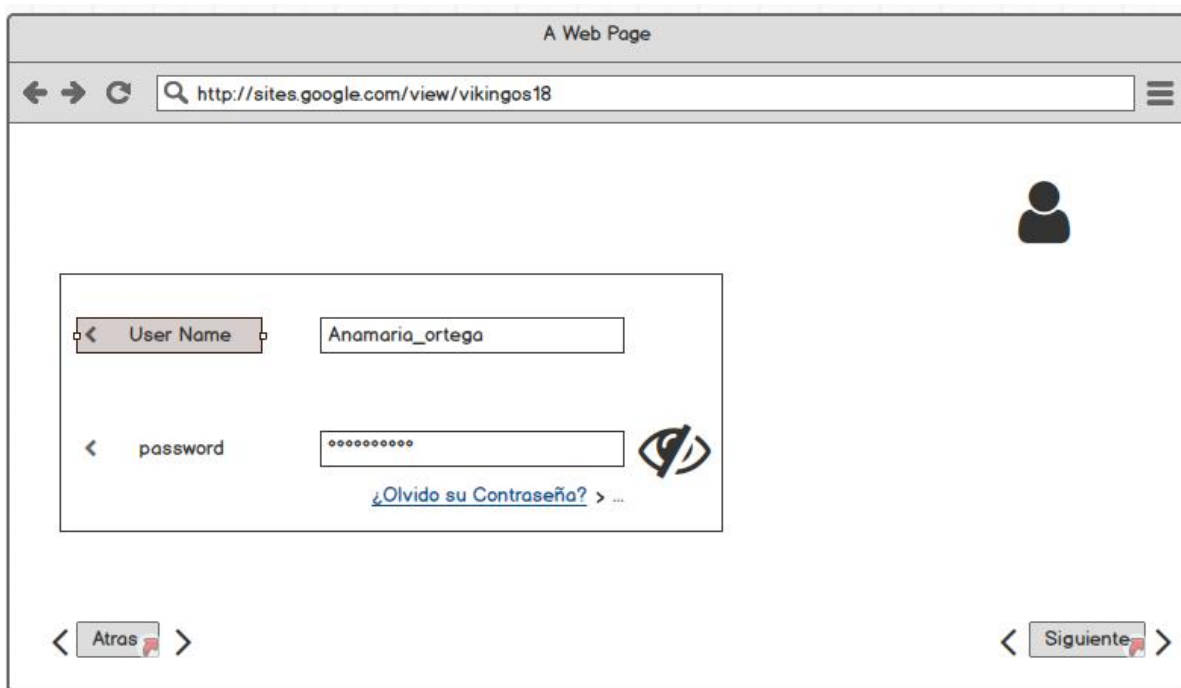 A Web Page
http://sites.google.com/view/vikingos18
User Name Anamaria_ortega
password °°°°°°°°°°
¿Olvido su Contraseña? > ...
Atras Siguiente